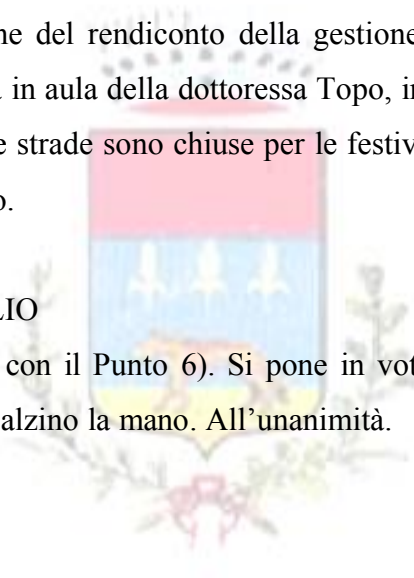 ne del rendiconto della gestione
in aula della dottoressa Topo, i
e strade sono chiuse per le festiv
o.
LIO
con il Punto 6). Si pone in vot
alzino la mano. All'unanimità.